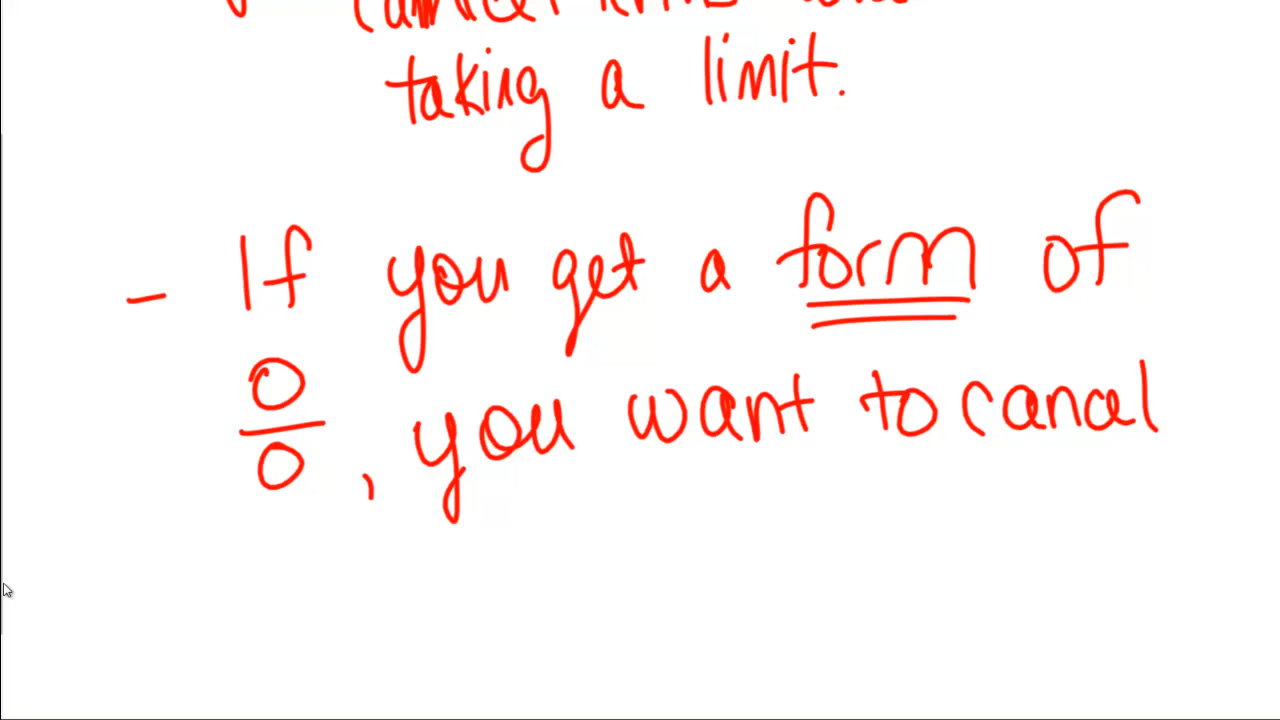 taking a limit.
- If you get a form of
0/0, you want to cancel